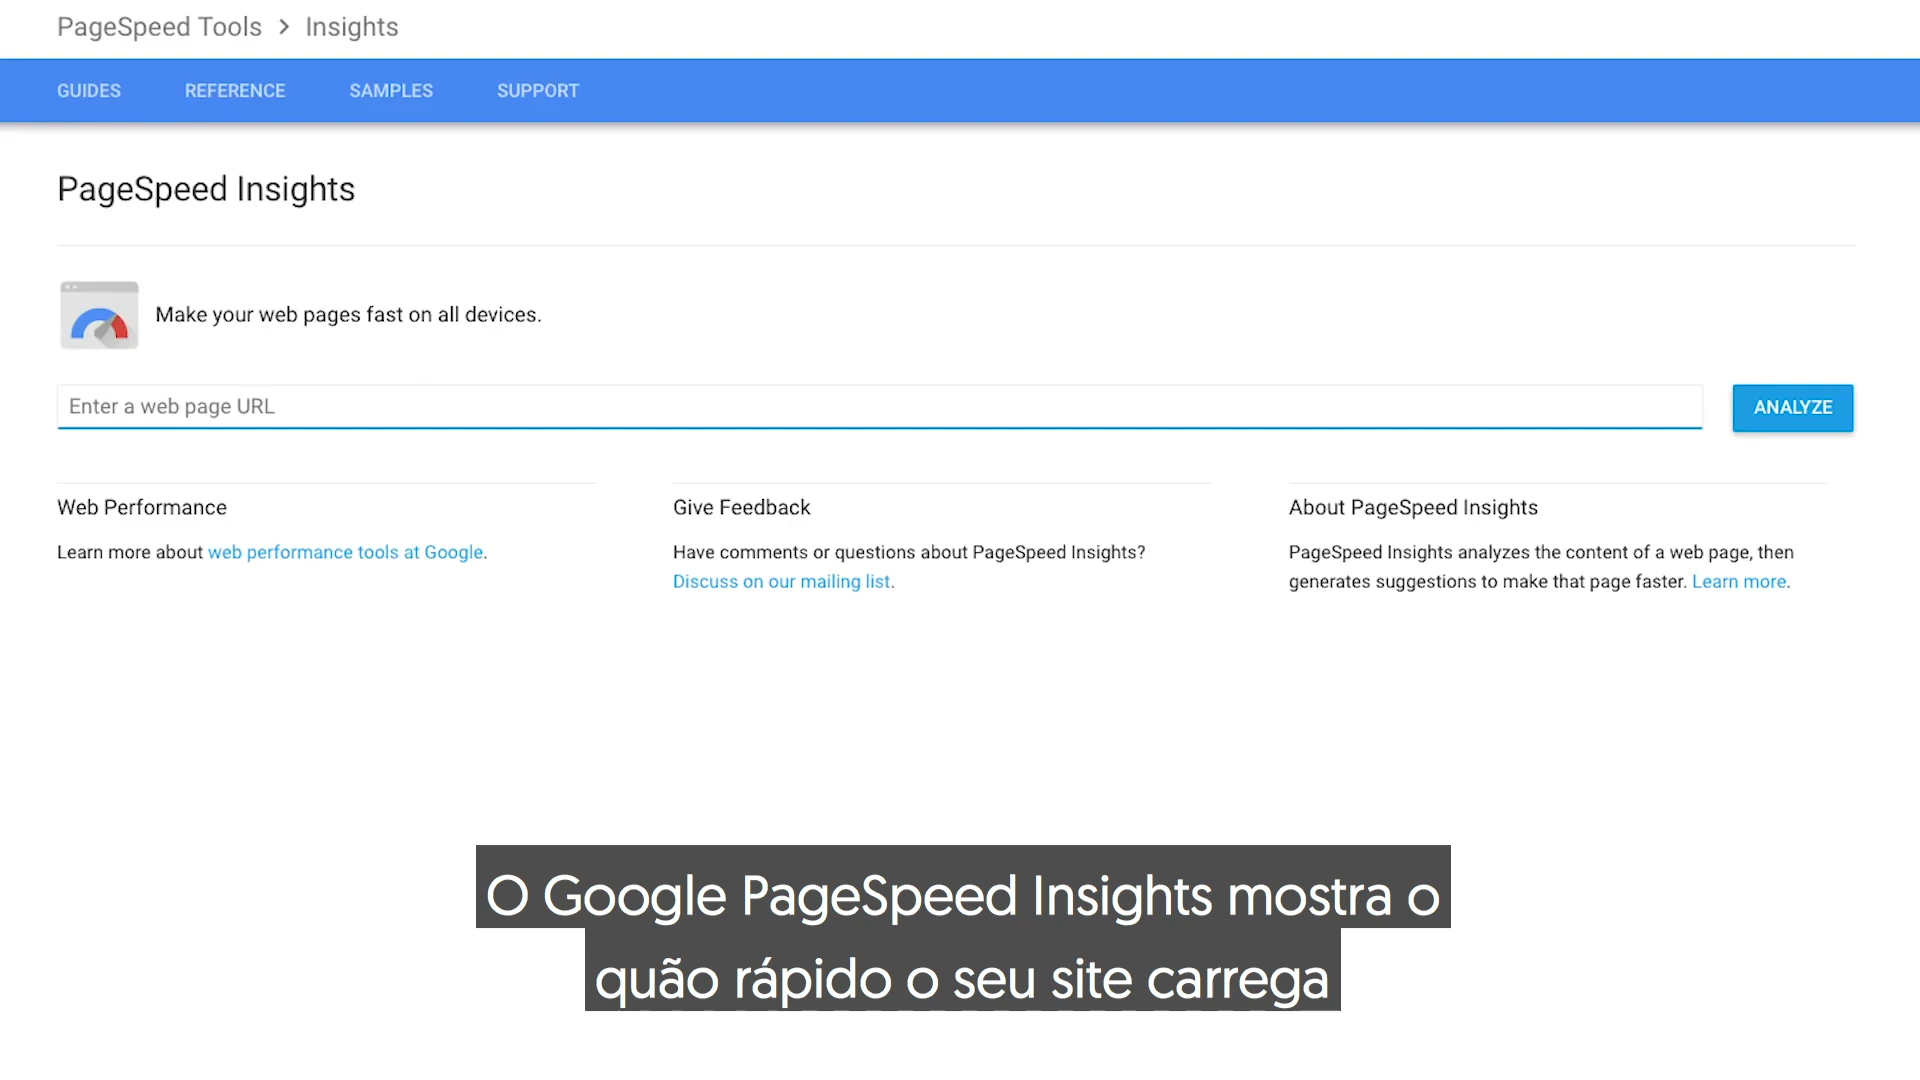 PageSpeed Tools > Insights
GUIDES REFERENCE SAMPLES SUPPORT
PageSpeed Insights
Make your web pages fast on all devices.
Enter a web page URL
ANALYZE
Web Performance
Learn more about web performance tools at Google.
Give Feedback
Have comments or questions about PageSpeed Insights?
Discuss on our mailing list.
About PageSpeed Insights
PageSpeed Insights analyzes the content of a web page, then
generates suggestions to make that page faster. Learn more.
O Google PageSpeed Insights mostra o
quão rápido o seu site carrega